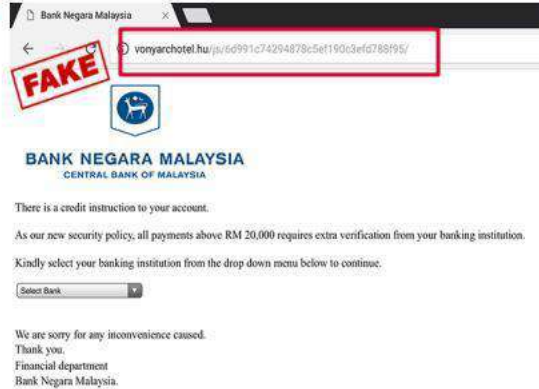 Bank Negara Malaysia
vonyarchotel.hu/js/6d991c74294878c5ef190c3efd788f95/
FAKE
BANK NEGARA MALAYSIA
CENTRAL BANK OF MALAYSIA
There is a credit instruction to your account.
As our new security policy, all payments above RM 20,000 requires extra verification from your banking institution.
Kindly select your banking institution from the drop down menu below to continue.
Select Bank
We are sorry for any inconvenience caused.
Thank you.
Financial department
Bank Negara Malaysia.